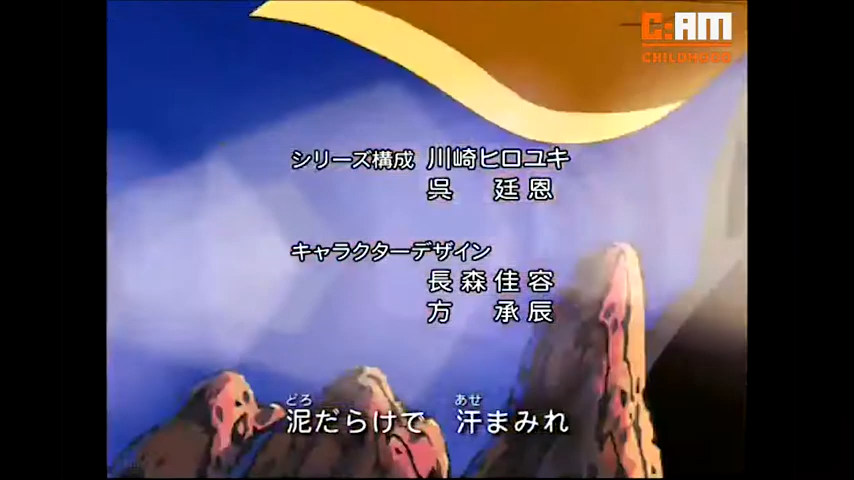 C:AM
CHILDHOOD
シリーズ構成 川崎ヒロユキ
呉 廷恩
キャラクターデザイン
長森佳容
方 承辰
どろ あせ
泥だらけで 汗まみれ